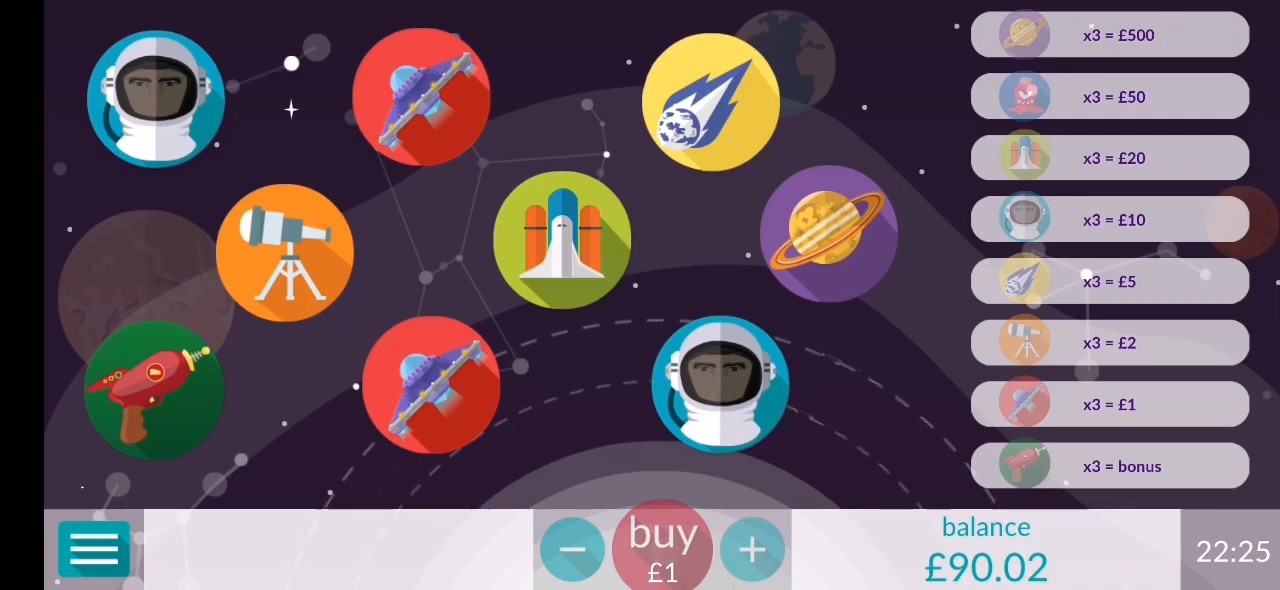 x3 = £500
x3 = £50
x3 = £20
x3 = £10
x3 = £5
x3 = £2
x3 = £1
x3 = bonus
buy
£1
balance
£90.02
22:25